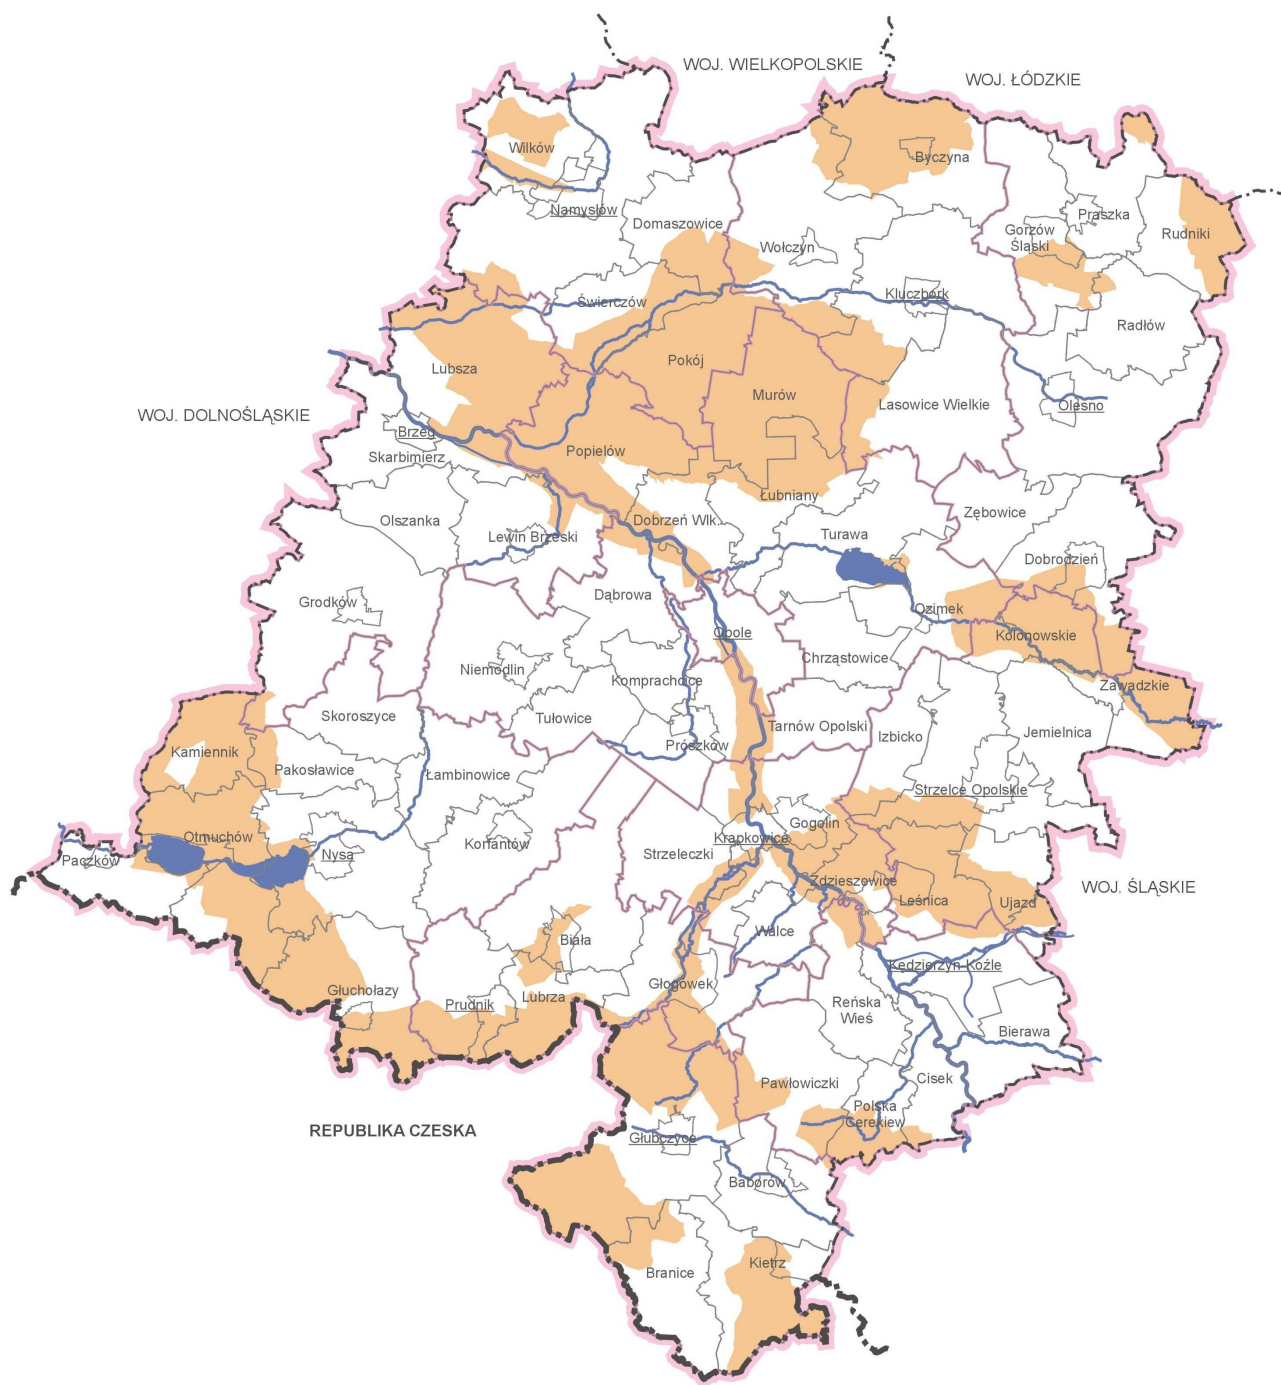 WOJ. WIELKOPOLSKIE
WOJ. ŁÓDZKIE
Wilków
Byczyna
Namysłów
Domaszowice
Wołczyn
Praszka
Gorzów
Śląski
Rudniki
Świerczów
Kluczbork
Radłów
Lubsza
Pokój
Murów
Lasowice Wielkie
Olesno
WOJ. DOLNOŚLĄSKIE
Brzeg
Skarbimierz
Popielów
Łubniany
Olszanka
Lewin Brzeski
Dobrzeń Wlk.
Turawa
Zębowice
Dobrodzień
Grodków
Dąbrowa
Ozimek
Opole
Kolonowskie
Niemodlin
Komprachcice
Chrząstowice
Zawadzkie
Skoroszyce
Tułowice
Prószków
Tarnów Opolski
Izbicko
Jemielnica
Kamiennik
Pakosławice
Łambinowice
Strzelce Opolskie
Otmuchów
Paczków
Nysa
Korfantów
Strzeleczki
Krapkowice
Gogolin
Zdzieszowice
Leśnica
Ujazd
WOJ. ŚLĄSKIE
Biała
Walce
Kędzierzyn-Koźle
Głuchołazy
Prudnik
Lubrza
Głogówek
Reńska
Wieś
Bierawa
Pawłowiczki
Cisek
Polska
Cerekiew
REPUBLIKA CZESKA
Głubczyce
Baborów
Branice
Kietrz